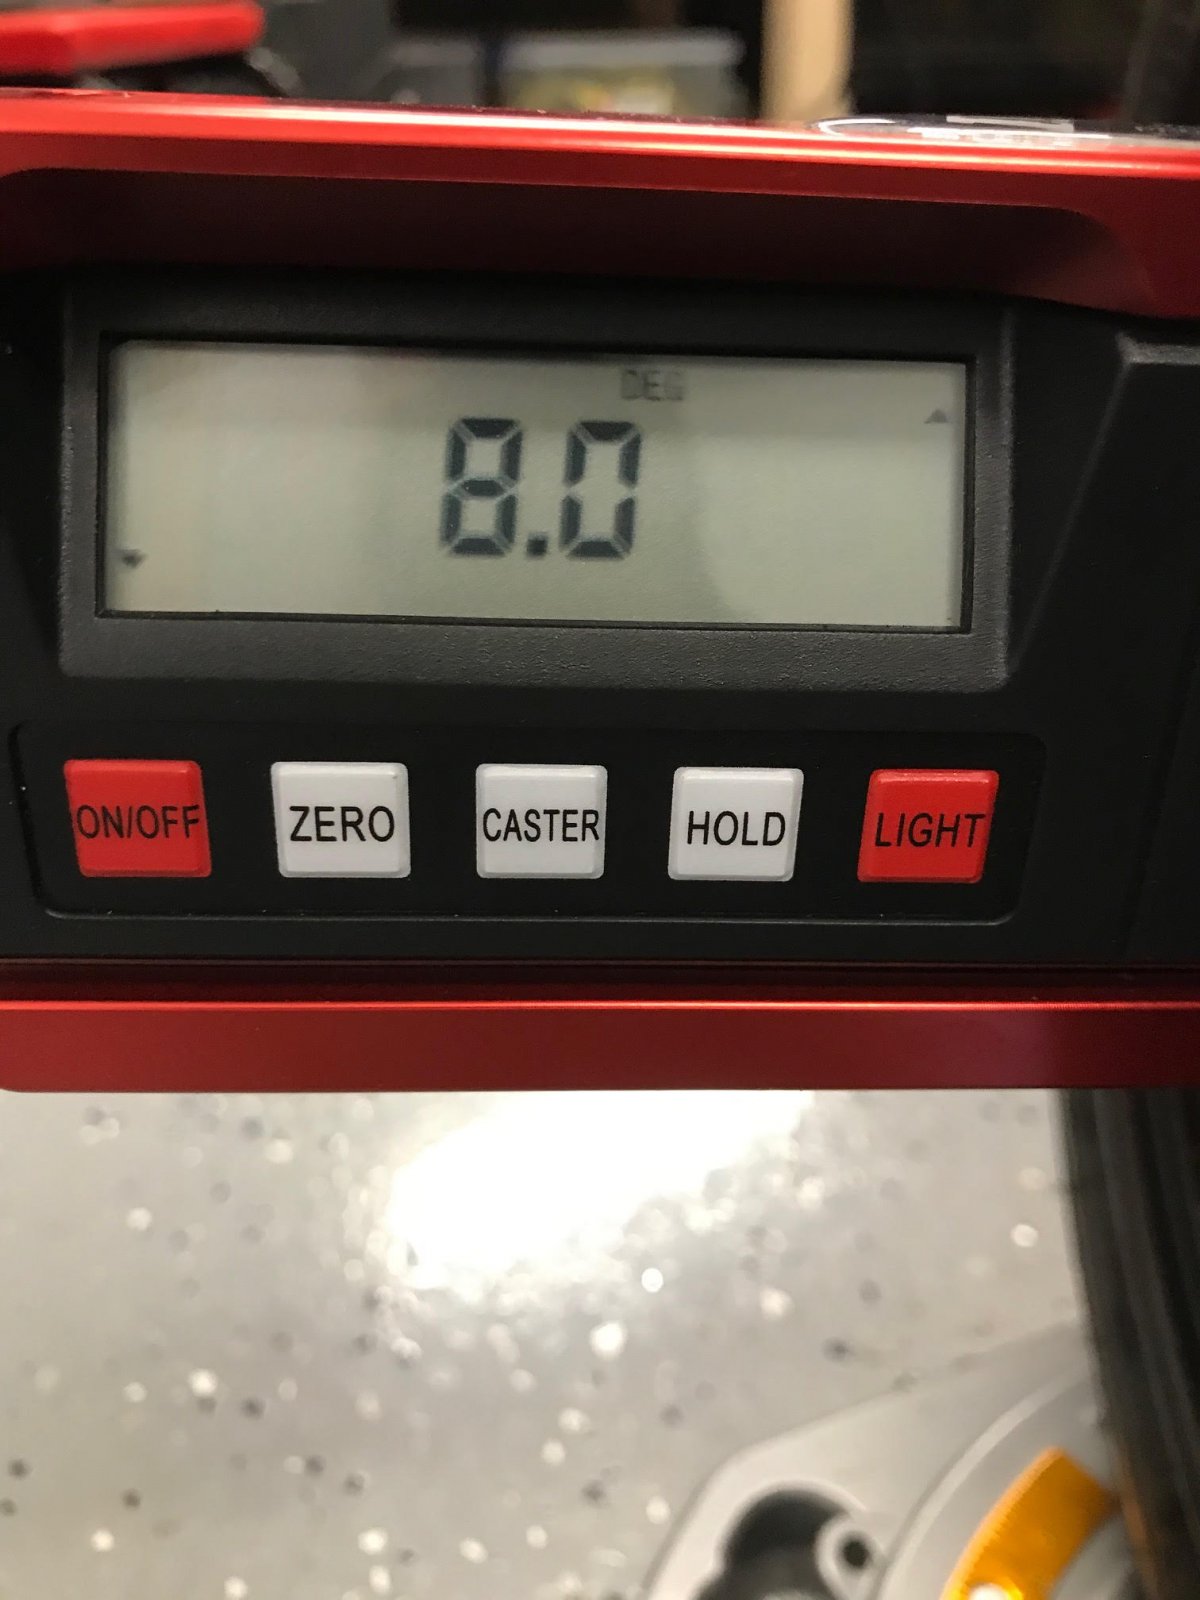 DEG
8.0
ON/OFF ZERO CASTER HOLD LIGHT